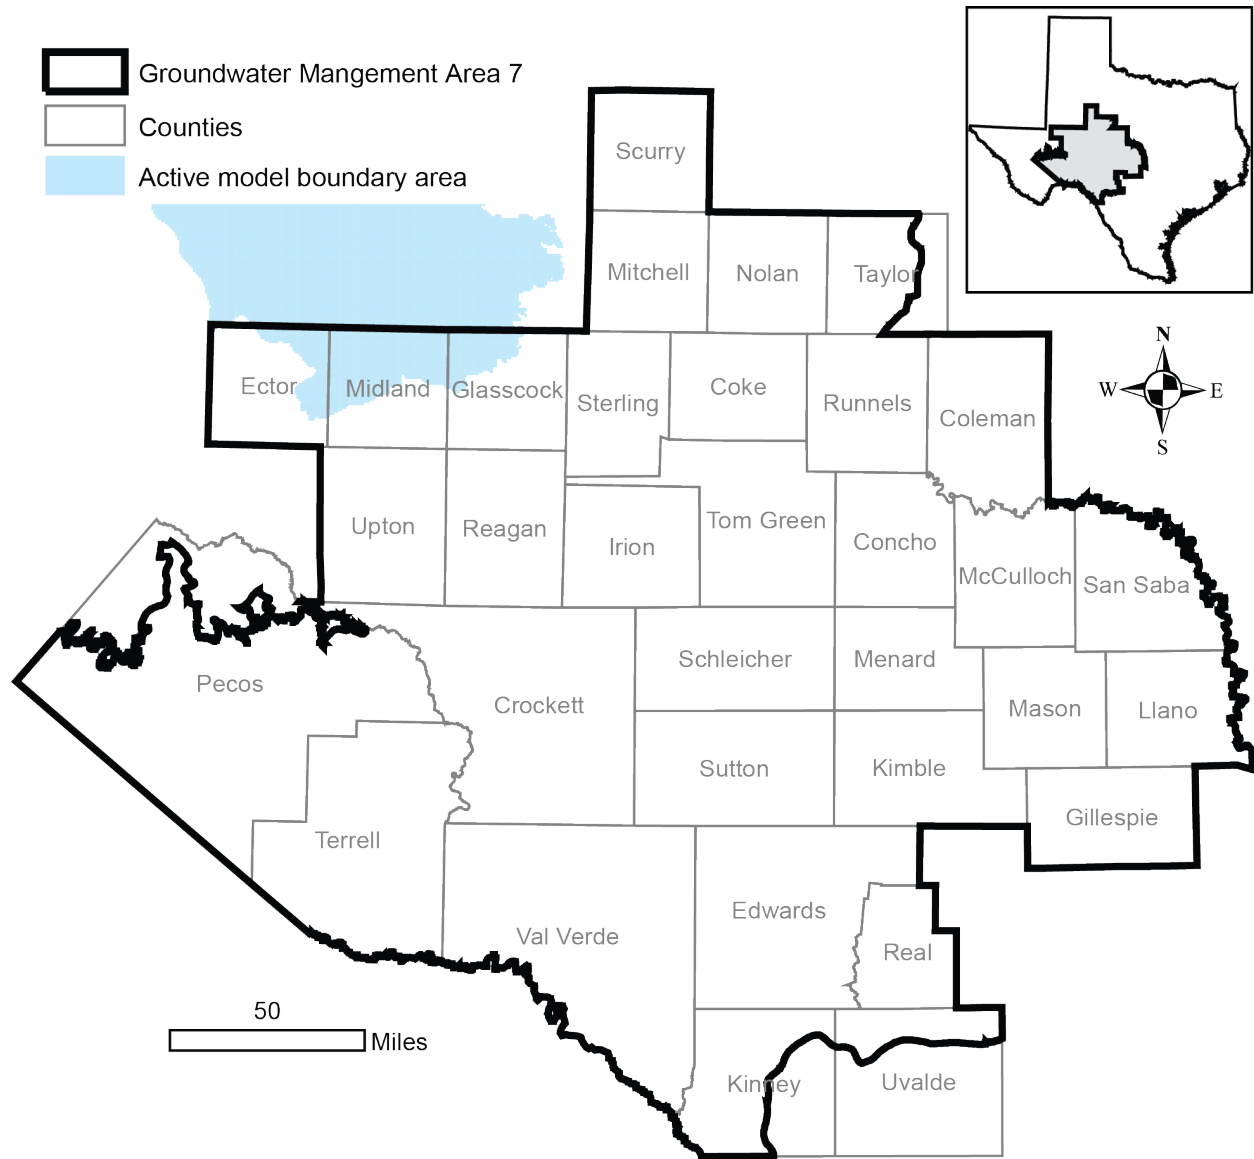 Groundwater Mangement Area 7
Counties
Active model boundary area
Scurry
Mitchell
Nolan
Taylor
N
W
E
S
Ector
Midland
Glasscock
Sterling
Coke
Runnels
Coleman
Upton
Reagan
Irion
Tom Green
Concho
McCulloch
San Saba
Pecos
Crockett
Schleicher
Menard
Mason
Llano
Sutton
Kimble
Gillespie
Terrell
Val Verde
Edwards
Real
Kinney
Uvalde
50
Miles